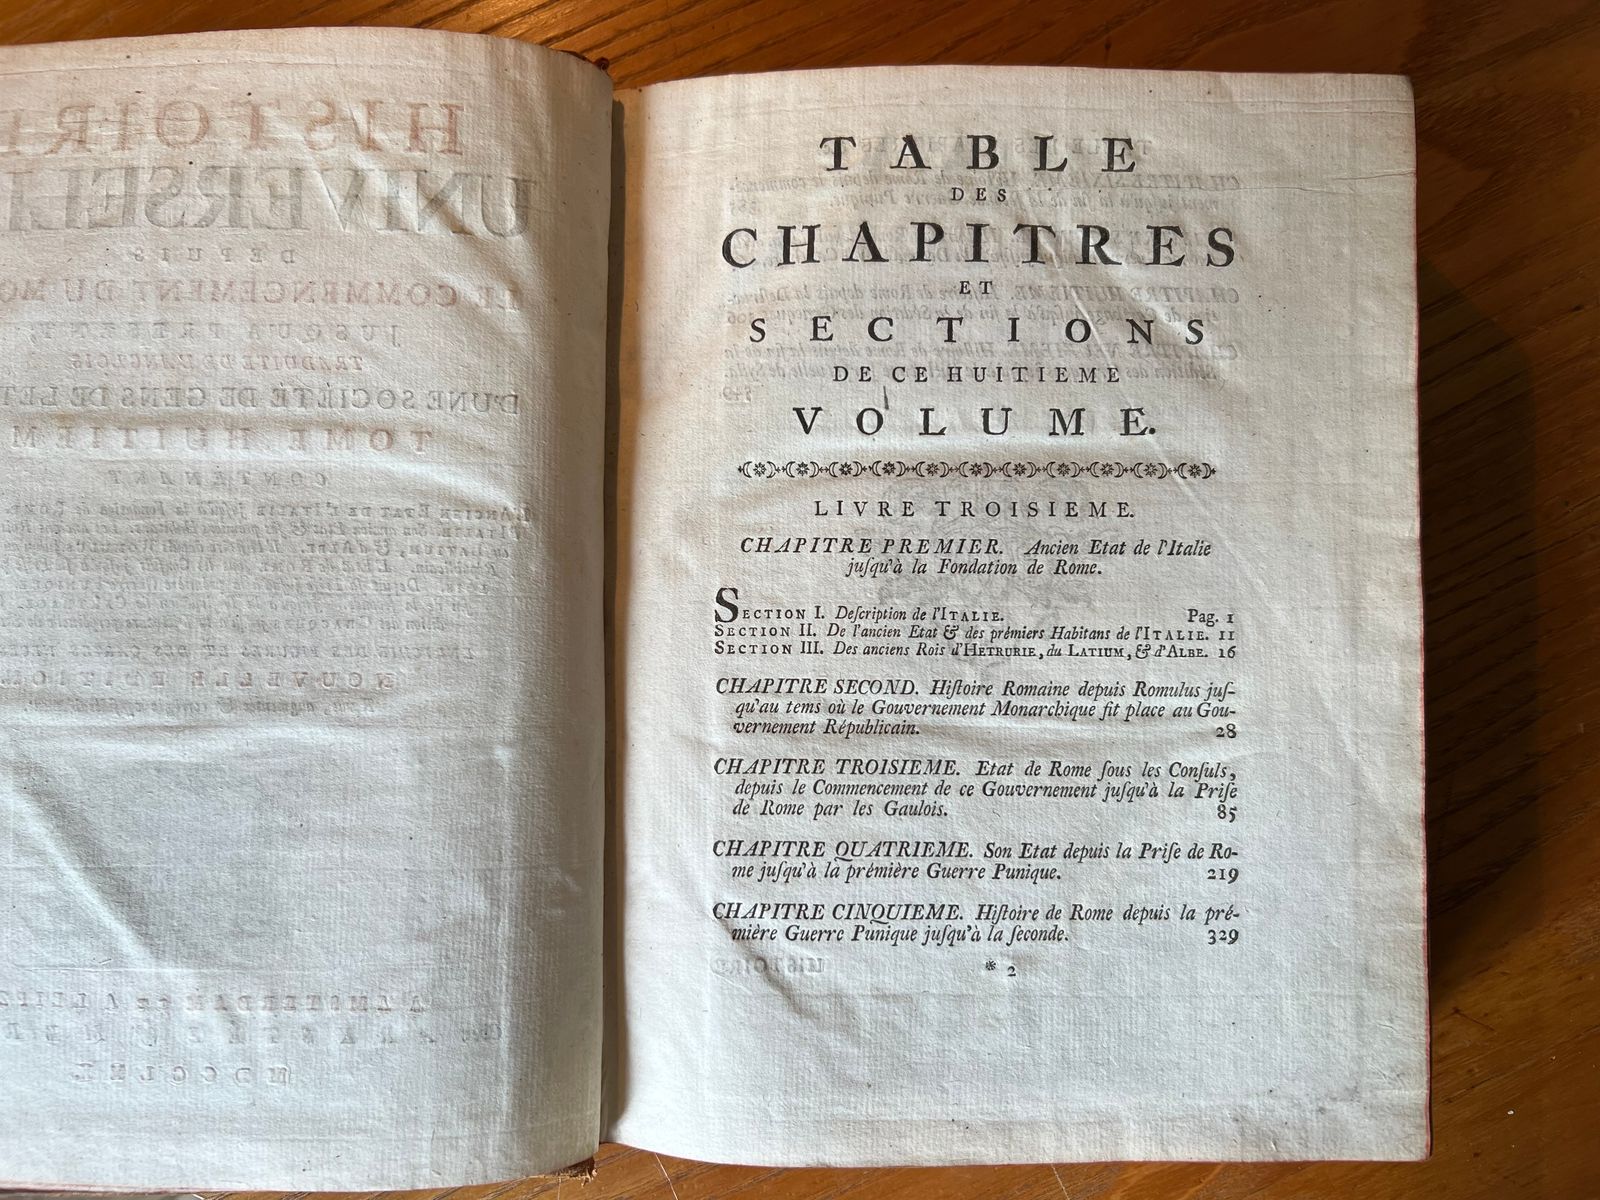 TABLE
DES
CHAPITRES
ET
SECTIONS
DE CE HUITIEME
VOLUME.
LIVRE TROISIEME.
CHAPITRE PREMIER. Ancien Etat de l'Italie
juſqu'à la Fondation de Rome.
SECTION I. Deſcription de l'ITALIE. Pag. 1
SECTION II. De l'ancien Etat & des prémiers Habitans de l'ITALIE. 11
SECTION III. Des anciens Rois d'HETRURIE, du LATIUM, & d'ALBE. 16
CHAPITRE SECOND. Hiſtoire Romaine depuis Romulus juſ-
qu'au tems où le Gouvernement Monarchique fit place au Gou-
vernement Républicain. 28
CHAPITRE TROISIEME. Etat de Rome ſous les Conſuls,
depuis le Commencement de ce Gouvernement juſqu'à la Priſe
de Rome par les Gaulois. 85
CHAPITRE QUATRIEME. Son Etat depuis la Priſe de Ro-
me juſqu'à la prémière Guerre Punique. 219
CHAPITRE CINQUIEME. Hiſtoire de Rome depuis la pré-
mière Guerre Punique juſqu'à la ſeconde. 329
* 2